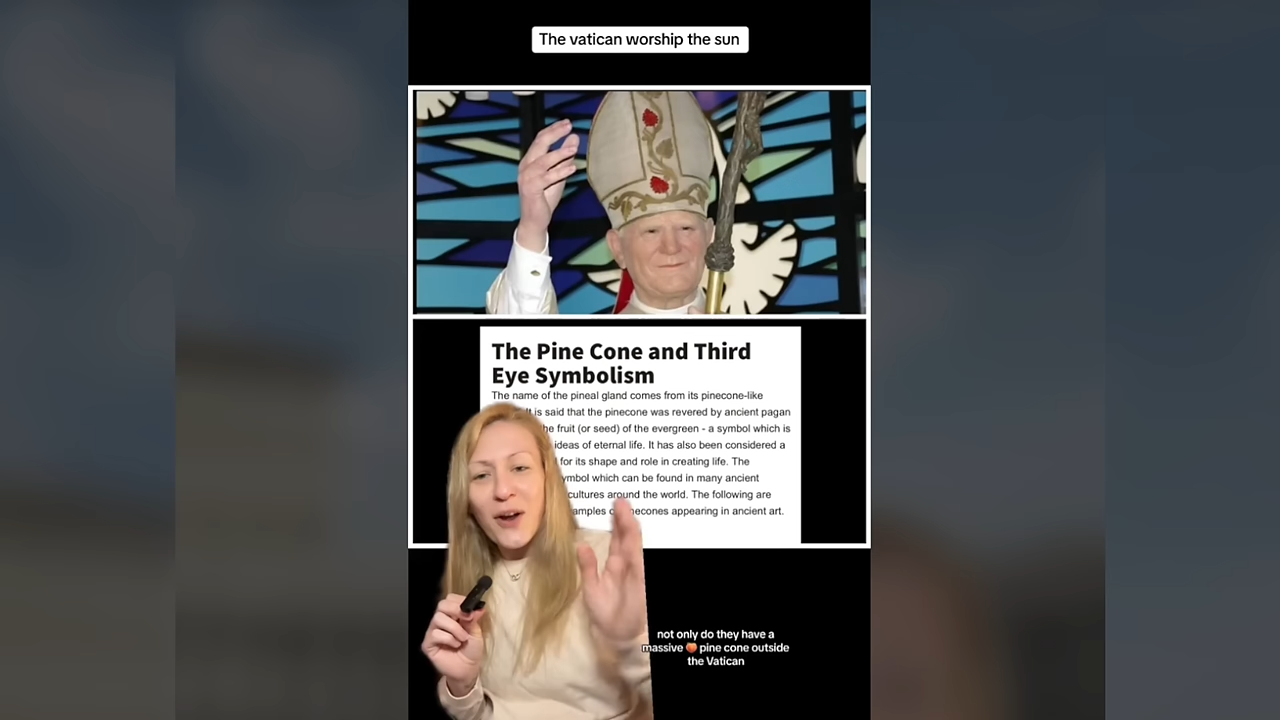 The vatican worship the sun
The Pine Cone and Third
Eye Symbolism
The name of the pineal gland comes from its pinecone-like
is said that the pinecone was revered by ancient pagan
the fruit (or seed) of the evergreen - a symbol which is
ideas of eternal life. It has also been considered a
for its shape and role in creating life. The
symbol which can be found in many ancient
cultures around the world. The following are
appearing in ancient art.
not only do they have a
massive 🍑 pine cone outside
the Vatican